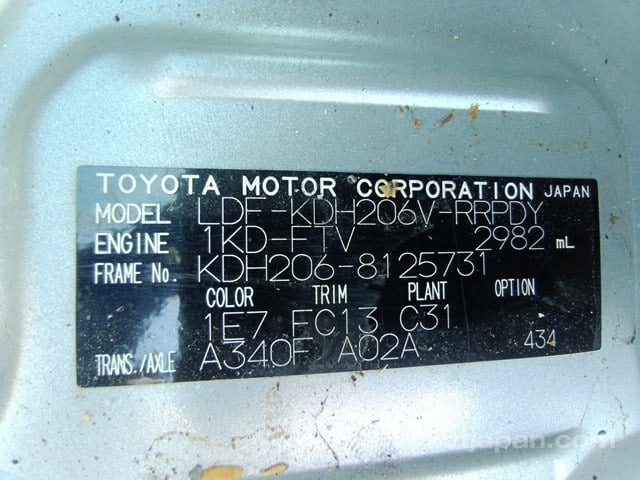 TOYOTA MOTOR CORPORATION JAPAN
MODEL LDF-KDH206V-RRPDY
ENGINE 1KD-FTV 2982 mL
FRAME No. KDH206-8125731
COLOR TRIM PLANT OPTION
1E7 FC13 C31
TRANS./AXLE A340F A02A 434